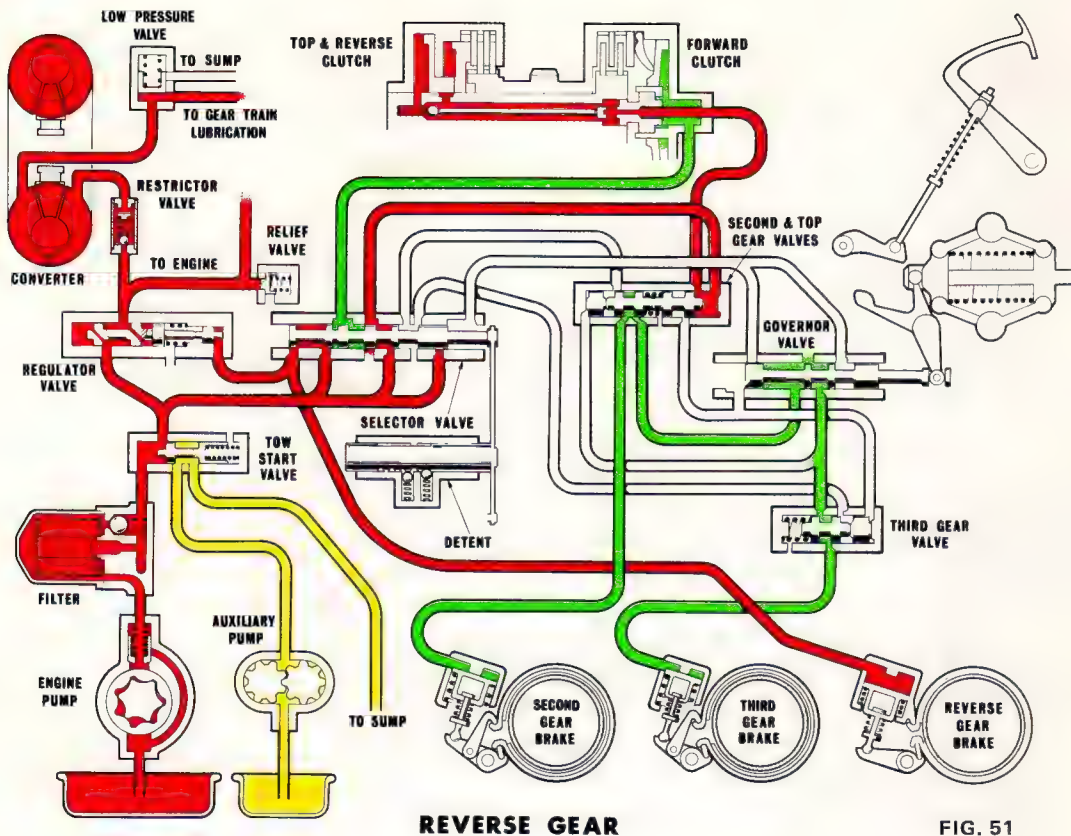 LOW PRESSURE
VALVE
TO SUMP
TO GEAR TRAIN
LUBRICATION
TOP & REVERSE
CLUTCH
FORWARD
CLUTCH
RESTRICTOR
VALVE
CONVERTER
TO ENGINE
RELIEF
VALVE
SECOND & TOP
GEAR VALVES
REGULATOR
VALVE
SELECTOR VALVE
GOVERNOR
VALVE
TOW
START
VALVE
DETENT
THIRD GEAR
VALVE
FILTER
AUXILIARY
PUMP
ENGINE
PUMP
TO SUMP
SECOND
GEAR
BRAKE
THIRD
GEAR
BRAKE
REVERSE
GEAR
BRAKE
REVERSE GEAR
FIG. 51